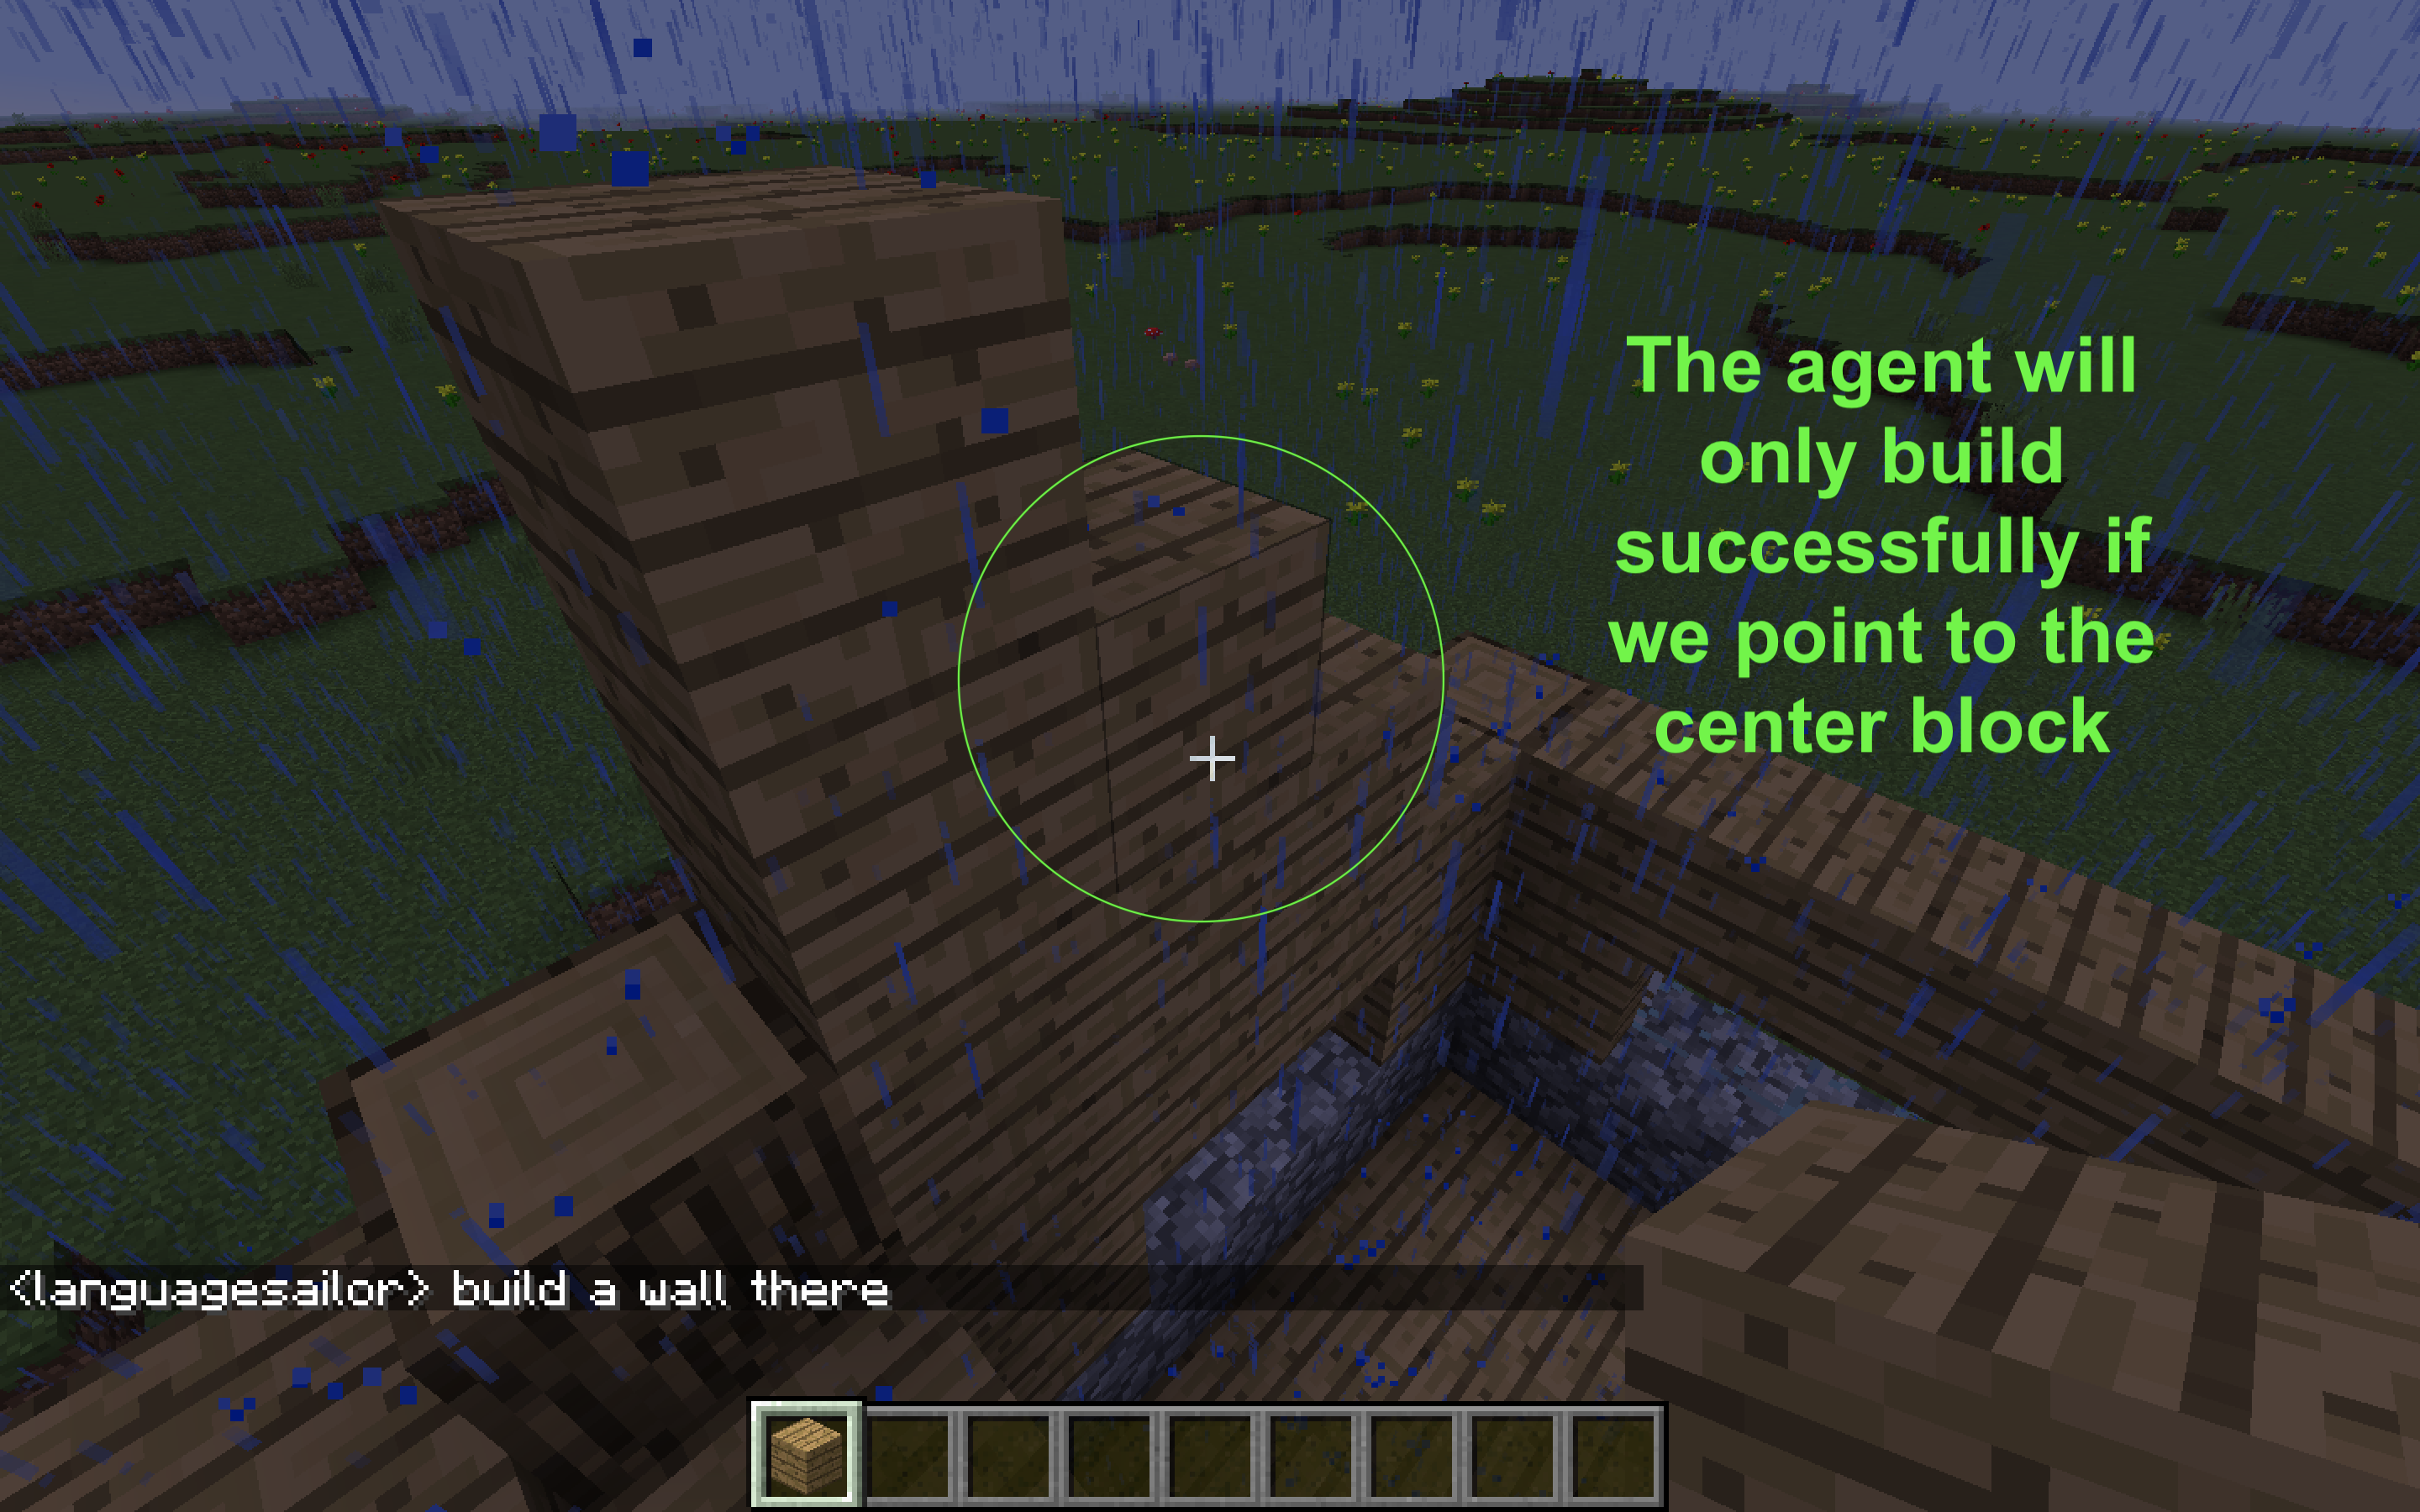 The agent will
only build
successfully if
we point to the
center block
<languagesailor> build a wall there